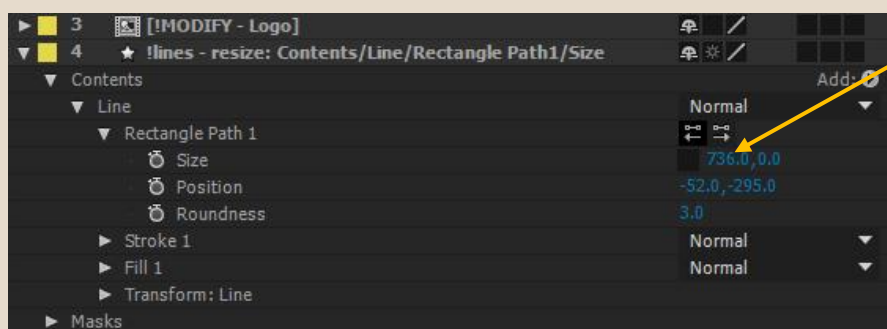 3 [!MODIFY - Logo]
4 !lines - resize: Contents/Line/Rectangle Path1/Size
Contents Add:
Line Normal
Rectangle Path 1
Size 736.0,0.0
Position -52.0,-295.0
Roundness 3.0
Stroke 1 Normal
Fill 1 Normal
Transform: Line
Masks